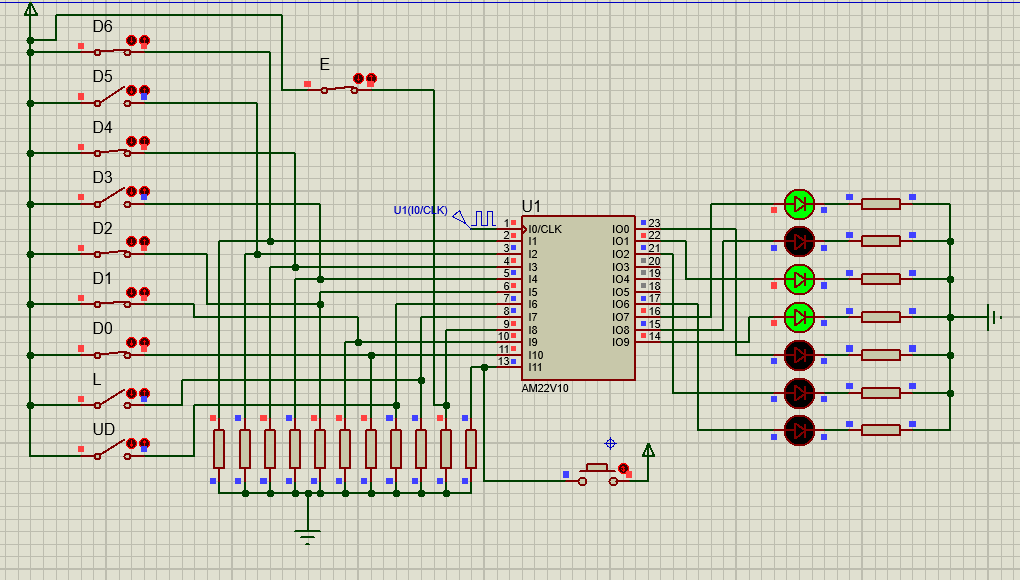 D6
D5
D4
D3
D2
D1
D0
L
UD
E
U1(I0/CLK)
U1
1 I0/CLK IO0 23
2 I1 IO1 22
3 I2 IO2 21
4 I3 IO3 20
5 I4 IO4 19
6 I5 IO5 18
7 I6 IO6 17
8 I7 IO7 16
9 I8 IO8 15
10 I9 IO9 14
11 I10
13 I11
AM22V10